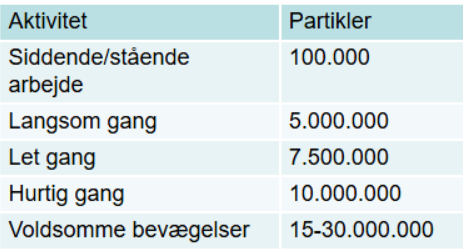 Aktivitet Partikler
Siddende/stående 100.000
arbejde
Langsom gang 5.000.000
Let gang 7.500.000
Hurtig gang 10.000.000
Voldsomme bevægelser 15-30.000.000